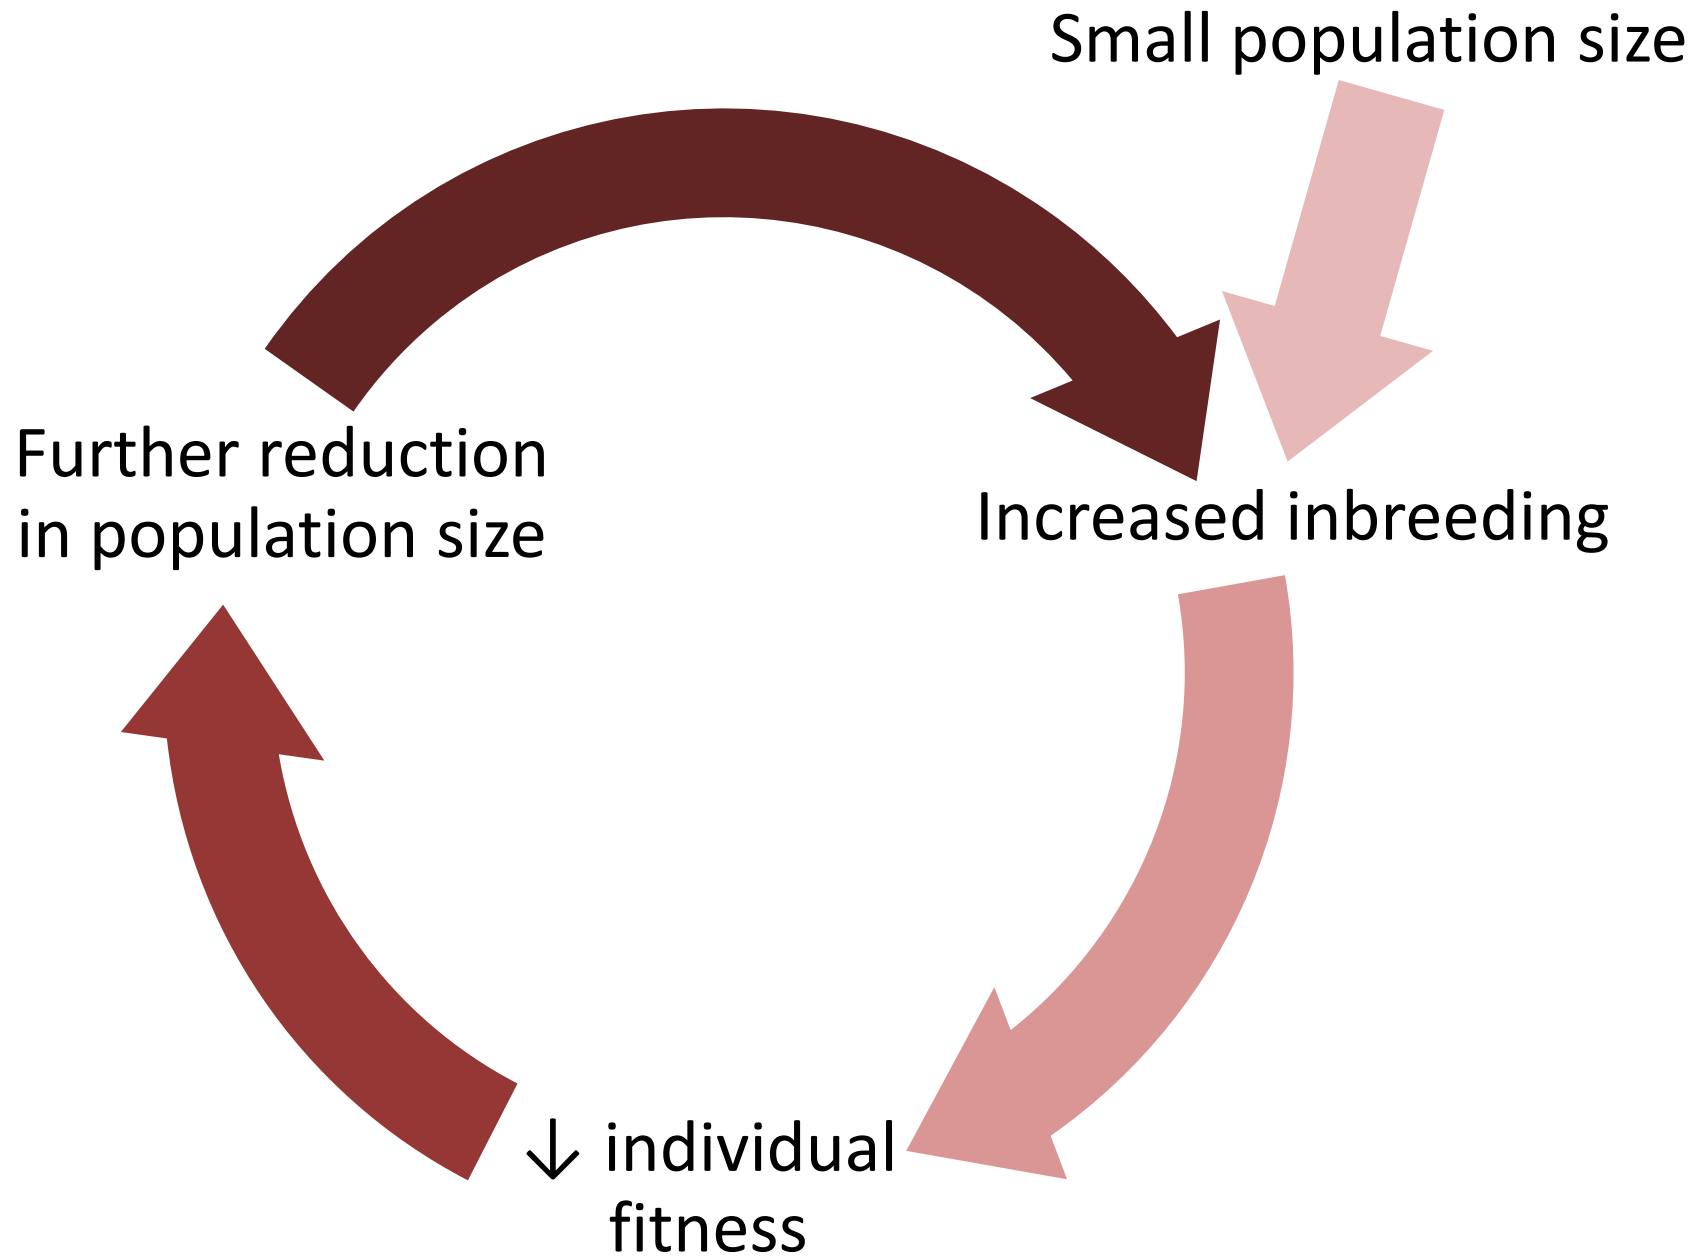 Small population size
Further reduction
in population size
Increased inbreeding
↓ individual
fitness